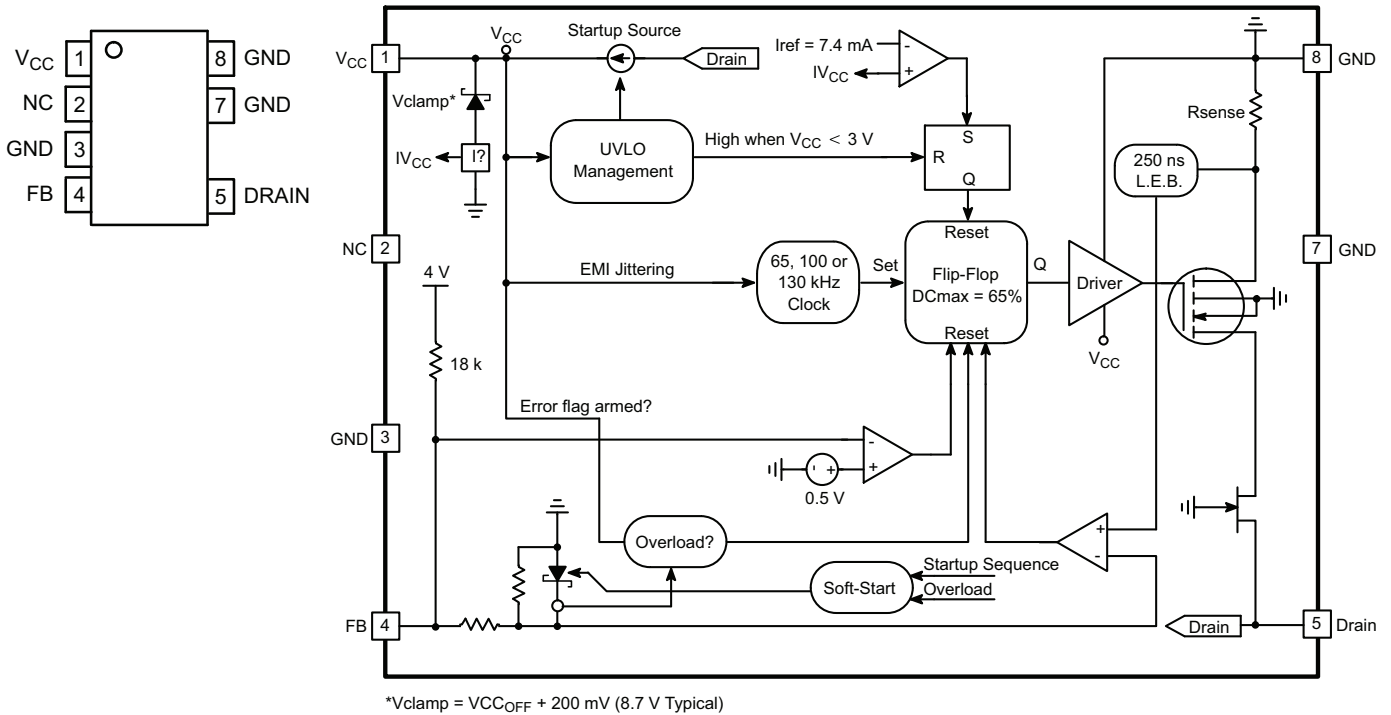 VCC 1
NC 2
GND 3
FB 4
8 GND
7 GND
5 DRAIN
VCC 1
VCC
Startup Source
Drain
Iref = 7.4 mA
-
IVCC
+
8 GND
Vclamp*
Rsense
IVCC
I?
UVLO
Management
High when VCC < 3 V
S
R
Q
250 ns
L.E.B.
NC 2
7 GND
4 V
EMI Jittering
65, 100 or
130 kHz
Clock
Set
Reset
Flip-Flop
DCmax = 65%
Reset
Q
Driver
VCC
18 k
Error flag armed?
GND 3
-
+
- +
0.5 V
Overload?
+
-
Soft-Start
Startup Sequence
Overload
FB 4
Drain
5 Drain
*Vclamp = VCCOFF + 200 mV (8.7 V Typical)